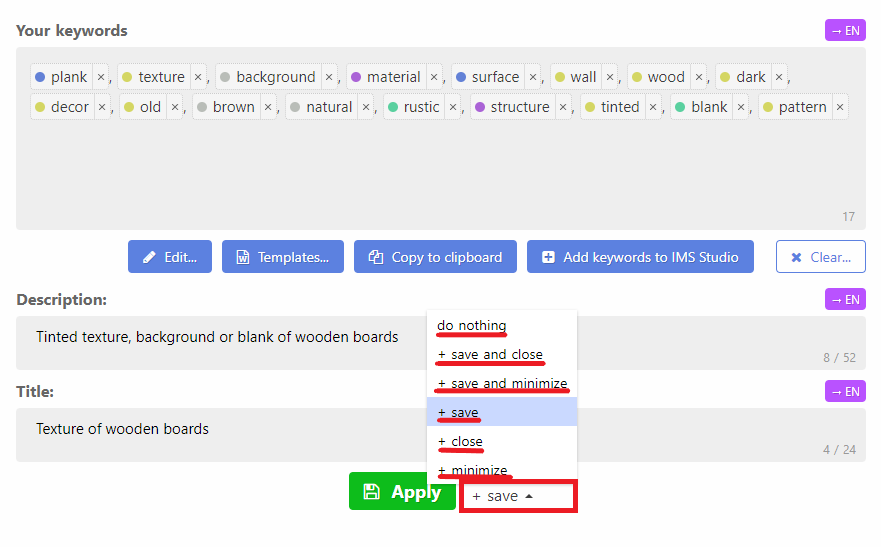 Your keywords → EN
plank ×, texture ×, background ×, material ×, surface ×, wall ×, wood ×, dark ×,
decor ×, old ×, brown ×, natural ×, rustic ×, structure ×, tinted ×, blank ×, pattern ×
17
Edit... Templates... Copy to clipboard Add keywords to IMS Studio Clear...
Description: → EN
Tinted texture, background or blank of wooden boards
8 / 52
Title: → EN
Texture of wooden boards
4 / 24
do nothing
+ save and close
+ save and minimize
+ save
+ close
+ minimize
Apply + save